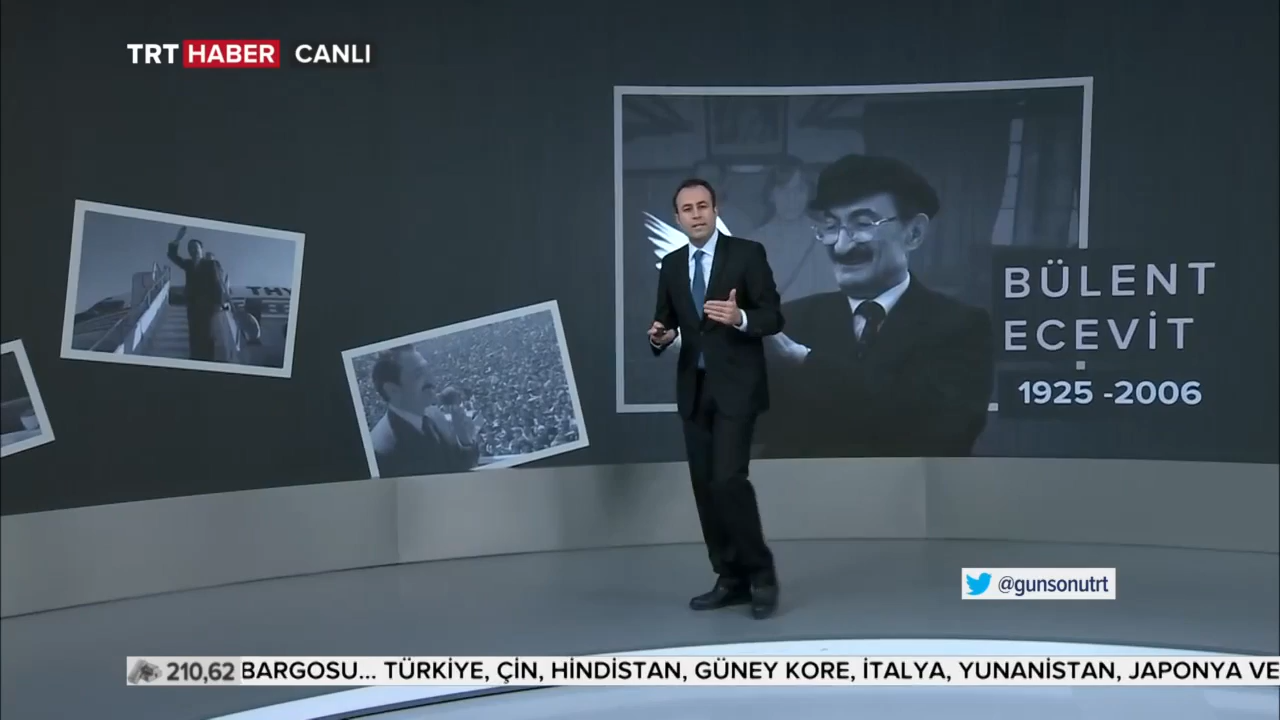 TRT HABER CANLI
BÜLENT
ECEVİT
1925 -2006
@gunsonutrt
210,62 BARGOSU... TÜRKİYE, ÇİN, HİNDİSTAN, GÜNEY KORE, İTALYA, YUNANİSTAN, JAPONYA VE